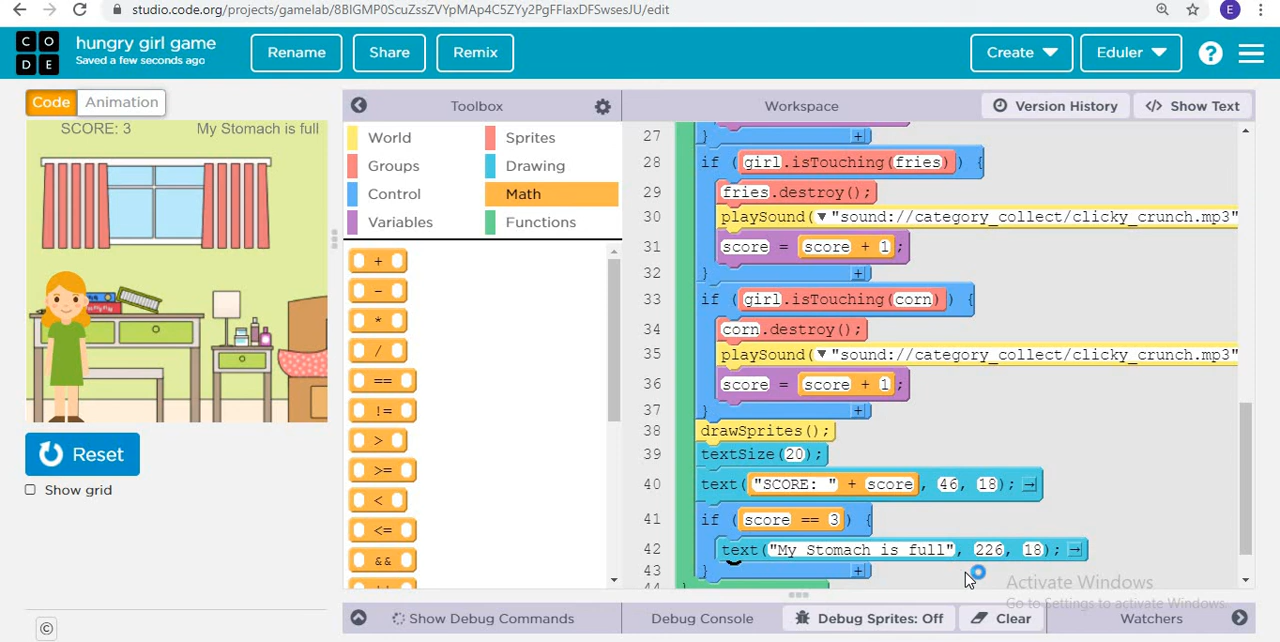 studio.code.org/projects/gamelab/8BIGMP0ScuZssZVYpMAp4C5ZYy2PgFFIaxDFSwsesJU/edit
E
C O D E
hungry girl game
Saved a few seconds ago
Rename
Share
Remix
Create
Eduler
?
Code
Animation
Toolbox
Workspace
Version History
</> Show Text
SCORE: 3
My Stomach is full
World
Sprites
Groups
Drawing
Control
Math
Variables
Functions
+
-
*
/
==
!=
>
>=
<
<=
&&
27 }
28 if (girl.isTouching(fries)) {
29 fries.destroy();
30 playSound("sound://category_collect/clicky_crunch.mp3"
31 score = score + 1;
32 }
33 if (girl.isTouching(corn)) {
34 corn.destroy();
35 playSound("sound://category_collect/clicky_crunch.mp3"
36 score = score + 1;
37 }
38 drawSprites();
39 textSize(20);
40 text("SCORE: " + score, 46, 18);
41 if (score == 3) {
42 text("My Stomach is full", 226, 18);
43 }
44
Reset
Show grid
Activate Windows
Go to Settings to activate Windows.
©
Show Debug Commands
Debug Console
Debug Sprites: Off
Clear
Watchers